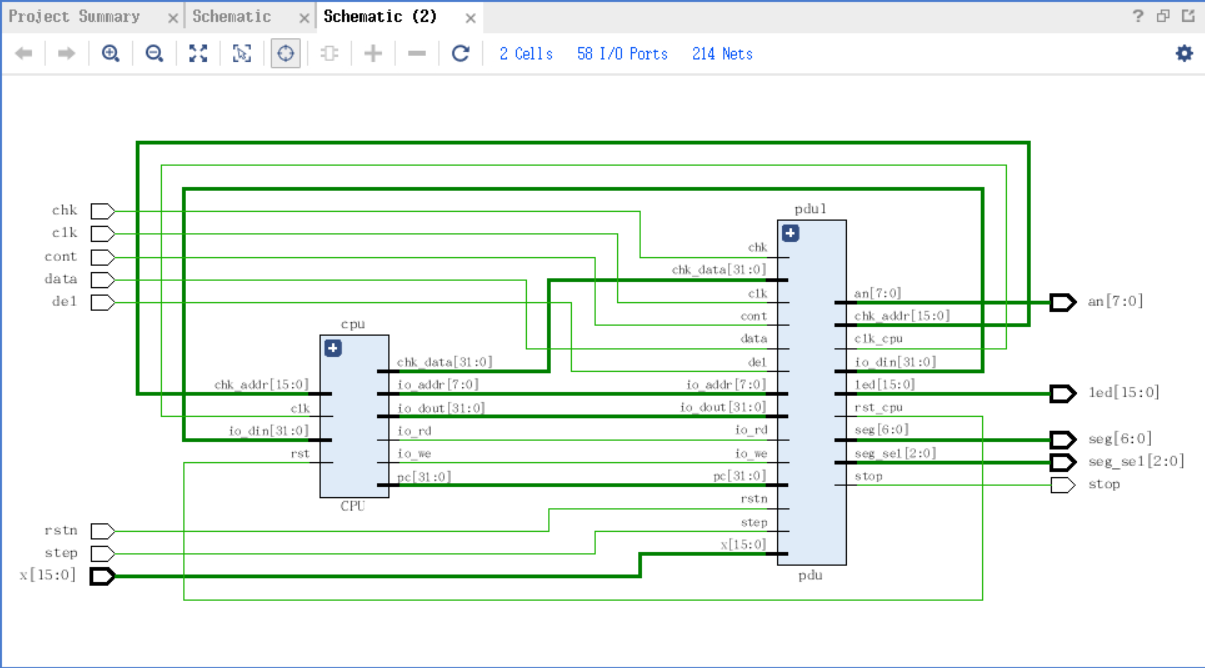 Project Summary × Schematic × Schematic (2) × ?
2 Cells 58 I/O Ports 214 Nets
chk
clk
cont
data
del
rstn
step
x[15:0]
cpu
chk_addr[15:0]
clk
io_din[31:0]
rst
chk_data[31:0]
io_addr[7:0]
io_dout[31:0]
io_rd
io_we
pc[31:0]
CPU
pdu1
chk
chk_data[31:0]
clk
cont
data
del
io_addr[7:0]
io_dout[31:0]
io_rd
io_we
pc[31:0]
rstn
step
x[15:0]
an[7:0]
chk_addr[15:0]
clk_cpu
io_din[31:0]
led[15:0]
rst_cpu
seg[6:0]
seg_sel[2:0]
stop
pdu
an[7:0]
led[15:0]
seg[6:0]
seg_sel[2:0]
stop